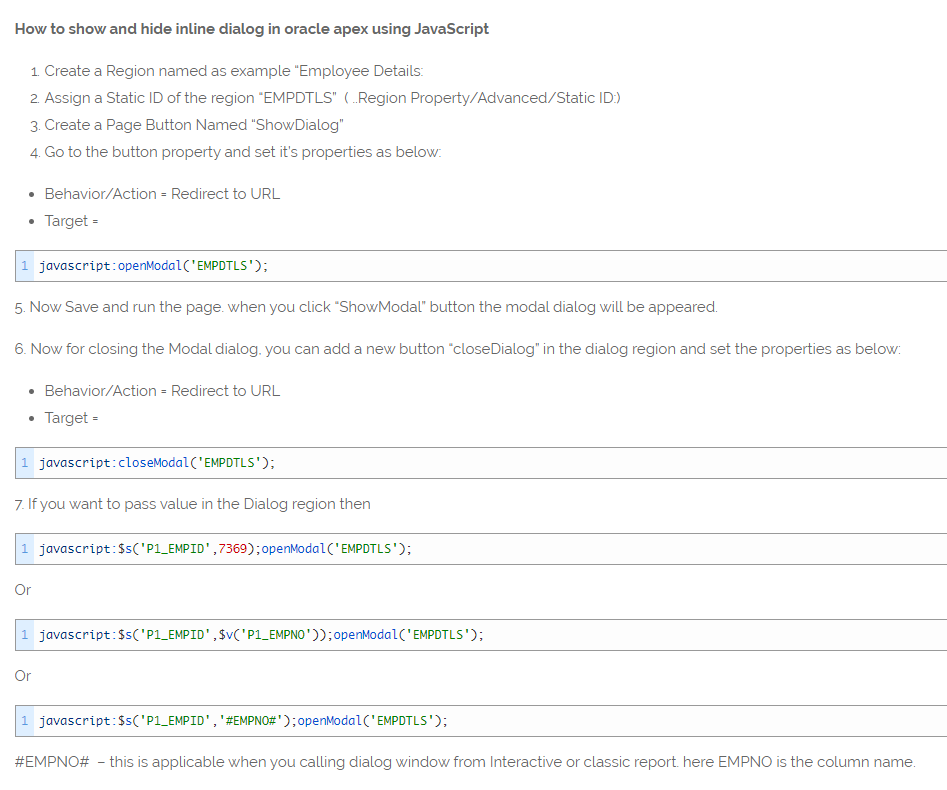 How to show and hide inline dialog in oracle apex using JavaScript
1. Create a Region named as example “Employee Details:
2. Assign a Static ID of the region “EMPDTLS”  ( ..Region Property/Advanced/Static ID:)
3. Create a Page Button Named “ShowDialog”
4. Go to the button property and set it’s properties as below:
• Behavior/Action = Redirect to URL
• Target =
1 javascript:openModal('EMPDTLS');
5. Now Save and run the page. when you click “ShowModal” button the modal dialog will be appeared.
6. Now for closing the Modal dialog, you can add a new button “closeDialog” in the dialog region and set the properties as below:
• Behavior/Action = Redirect to URL
• Target =
1 javascript:closeModal('EMPDTLS');
7. If you want to pass value in the Dialog region then
1 javascript:$s('P1_EMPID',7369);openModal('EMPDTLS');
Or
1 javascript:$s('P1_EMPID',$v('P1_EMPNO'));openModal('EMPDTLS');
Or
1 javascript:$s('P1_EMPID','#EMPNO#');openModal('EMPDTLS');
#EMPNO#  – this is applicable when you calling dialog window from Interactive or classic report. here EMPNO is the column name.